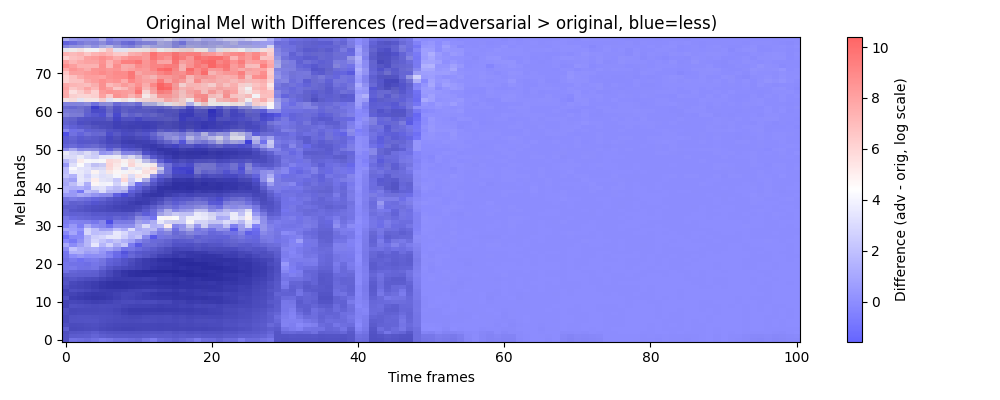 Original Mel with Differences (red=adversarial > original, blue=less)
Mel bands
70
60
50
40
30
20
10
0
0 20 40 60 80 100
Time frames
10
8
6
4
2
0
Difference (adv - orig, log scale)